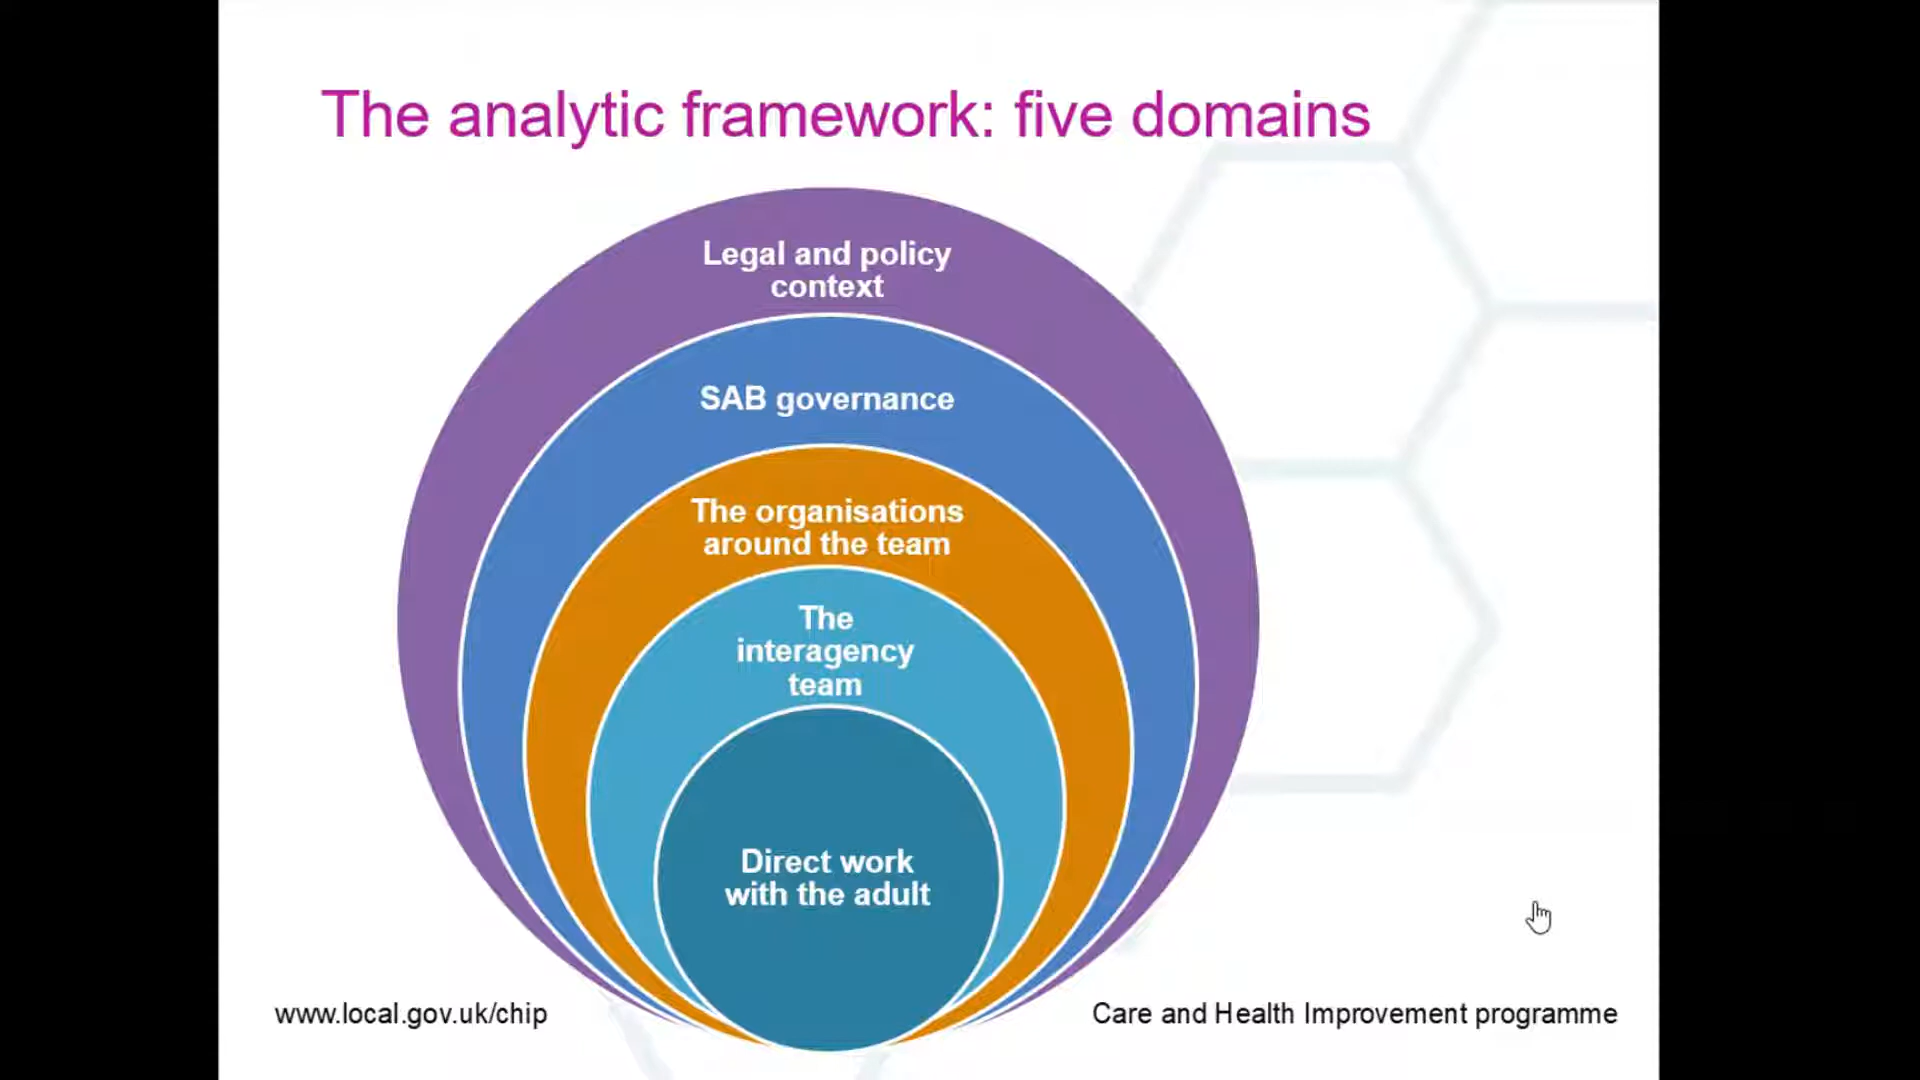 The analytic framework: five domains
Legal and policy
context
SAB governance
The organisations
around the team
The
interagency
team
Direct work
with the adult
www.local.gov.uk/chip
Care and Health Improvement programme